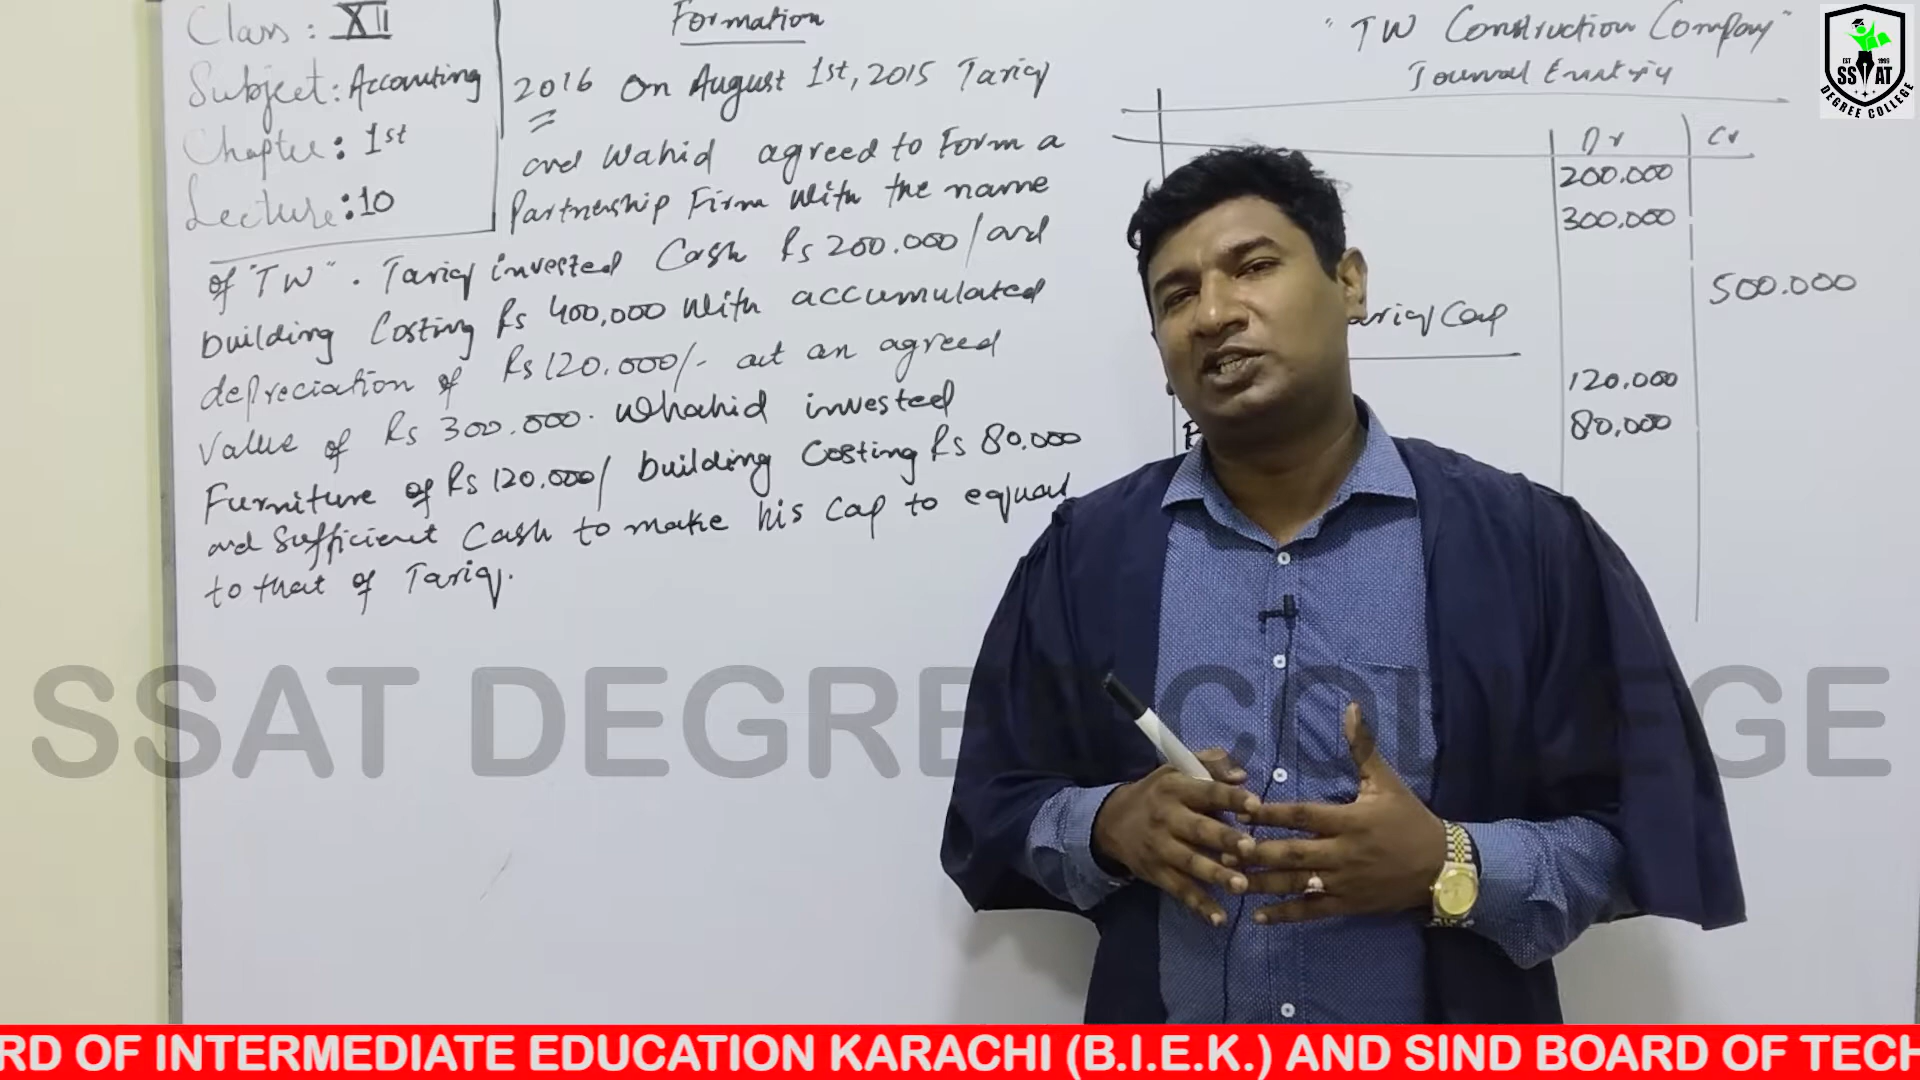 Class: XII
Subject: Accounting
Chapter: 1st
Lecture: 10
Formation
2016 On August 1st, 2015 Tariq
and Wahid agreed to Form a
Partnership Firm with the name
of "TW". Tariq invested Cash Rs 200.000/ and
building Costing Rs 400,000 with accumulated
depreciation of Rs 120.000/- at an agreed
value of Rs 300.000. Whahid invested
Furniture of Rs 120.000/ building Costing Rs 80.000
and Sufficient Cash to make his Cap to equal
to that of Tariq.
"TW Construction Company"
Journal Entry
Dr Cr
200.000
300.000
500.000
Tariq Cap
120.000
80,000
EST 1996
SSAT
DEGREE COLLEGE
SSAT DEGREE COLLEGE
RD OF INTERMEDIATE EDUCATION KARACHI (B.I.E.K.) AND SIND BOARD OF TECH